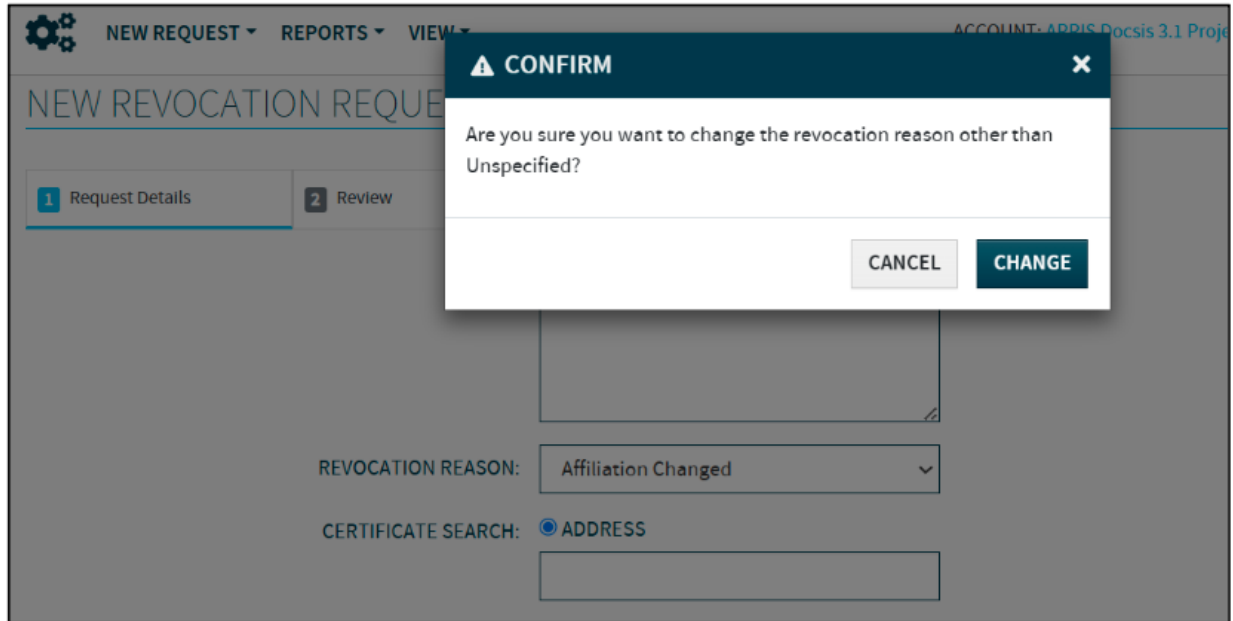 NEW REQUEST REPORTS VIEW ACCOUNT: ARRIS Docsis 3.1 Proje
CONFIRM
NEW REVOCATION REQUE
Are you sure you want to change the revocation reason other than
Unspecified?
1 Request Details 2 Review
CANCEL CHANGE
REVOCATION REASON: Affiliation Changed
CERTIFICATE SEARCH: ADDRESS